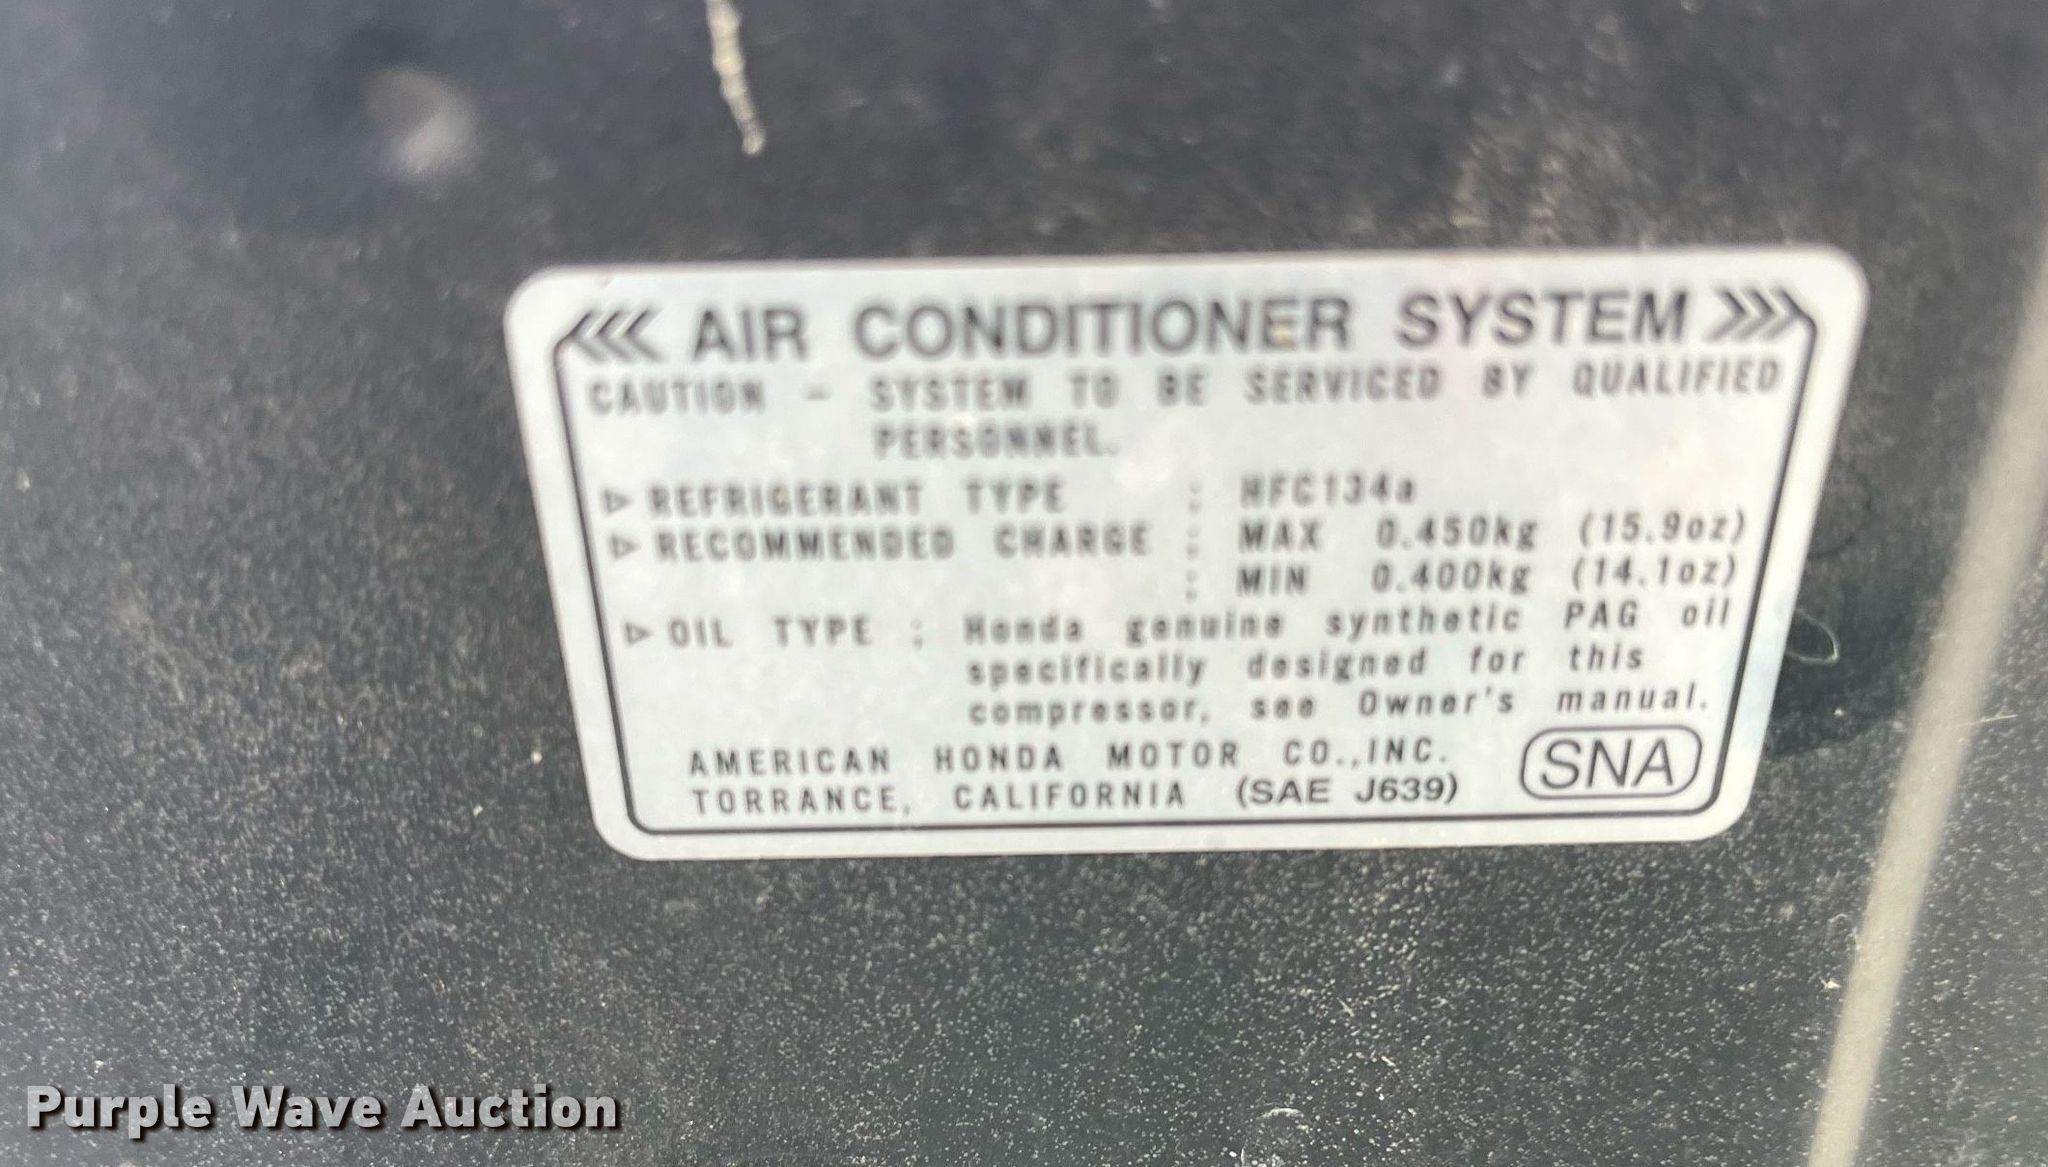 AIR CONDITIONER SYSTEM
CAUTION - SYSTEM TO BE SERVICED BY QUALIFIED
PERSONNEL.
▷ REFRIGERANT TYPE : HFC134a
▷ RECOMMENDED CHARGE : MAX 0.450kg (15.9oz)
: MIN 0.400kg (14.1oz)
▷ OIL TYPE : Honda genuine synthetic PAG oil
specifically designed for this
compressor, see Owner's manual.
AMERICAN HONDA MOTOR CO.,INC.
TORRANCE, CALIFORNIA (SAE J639) SNA
Purple Wave Auction